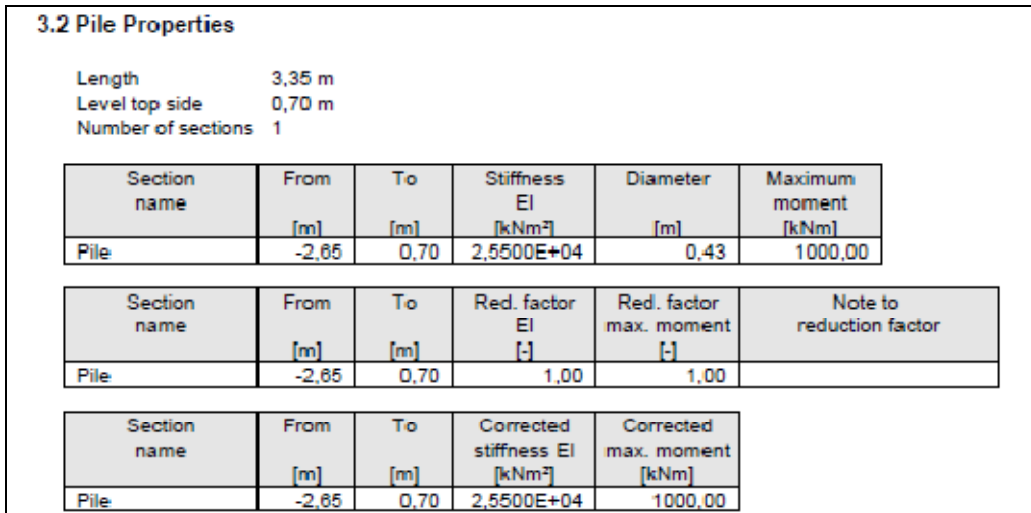 3.2 Pile Properties
Length 3,35 m
Level top side 0,70 m
Number of sections 1
Section From To Stiffness Diameter Maximum
name EI moment
[m] [m] [kNm²] [m] [kNm]
Pile -2,65 0,70 2,5500E+04 0,43 1000,00
Section From To Red. factor Red. factor Note to
name EI max. moment reduction factor
[m] [m] [-] [-]
Pile -2,65 0,70 1,00 1,00
Section From To Corrected Corrected
name stiffness EI max. moment
[m] [m] [kNm²] [kNm]
Pile -2,65 0,70 2,5500E+04 1000,00